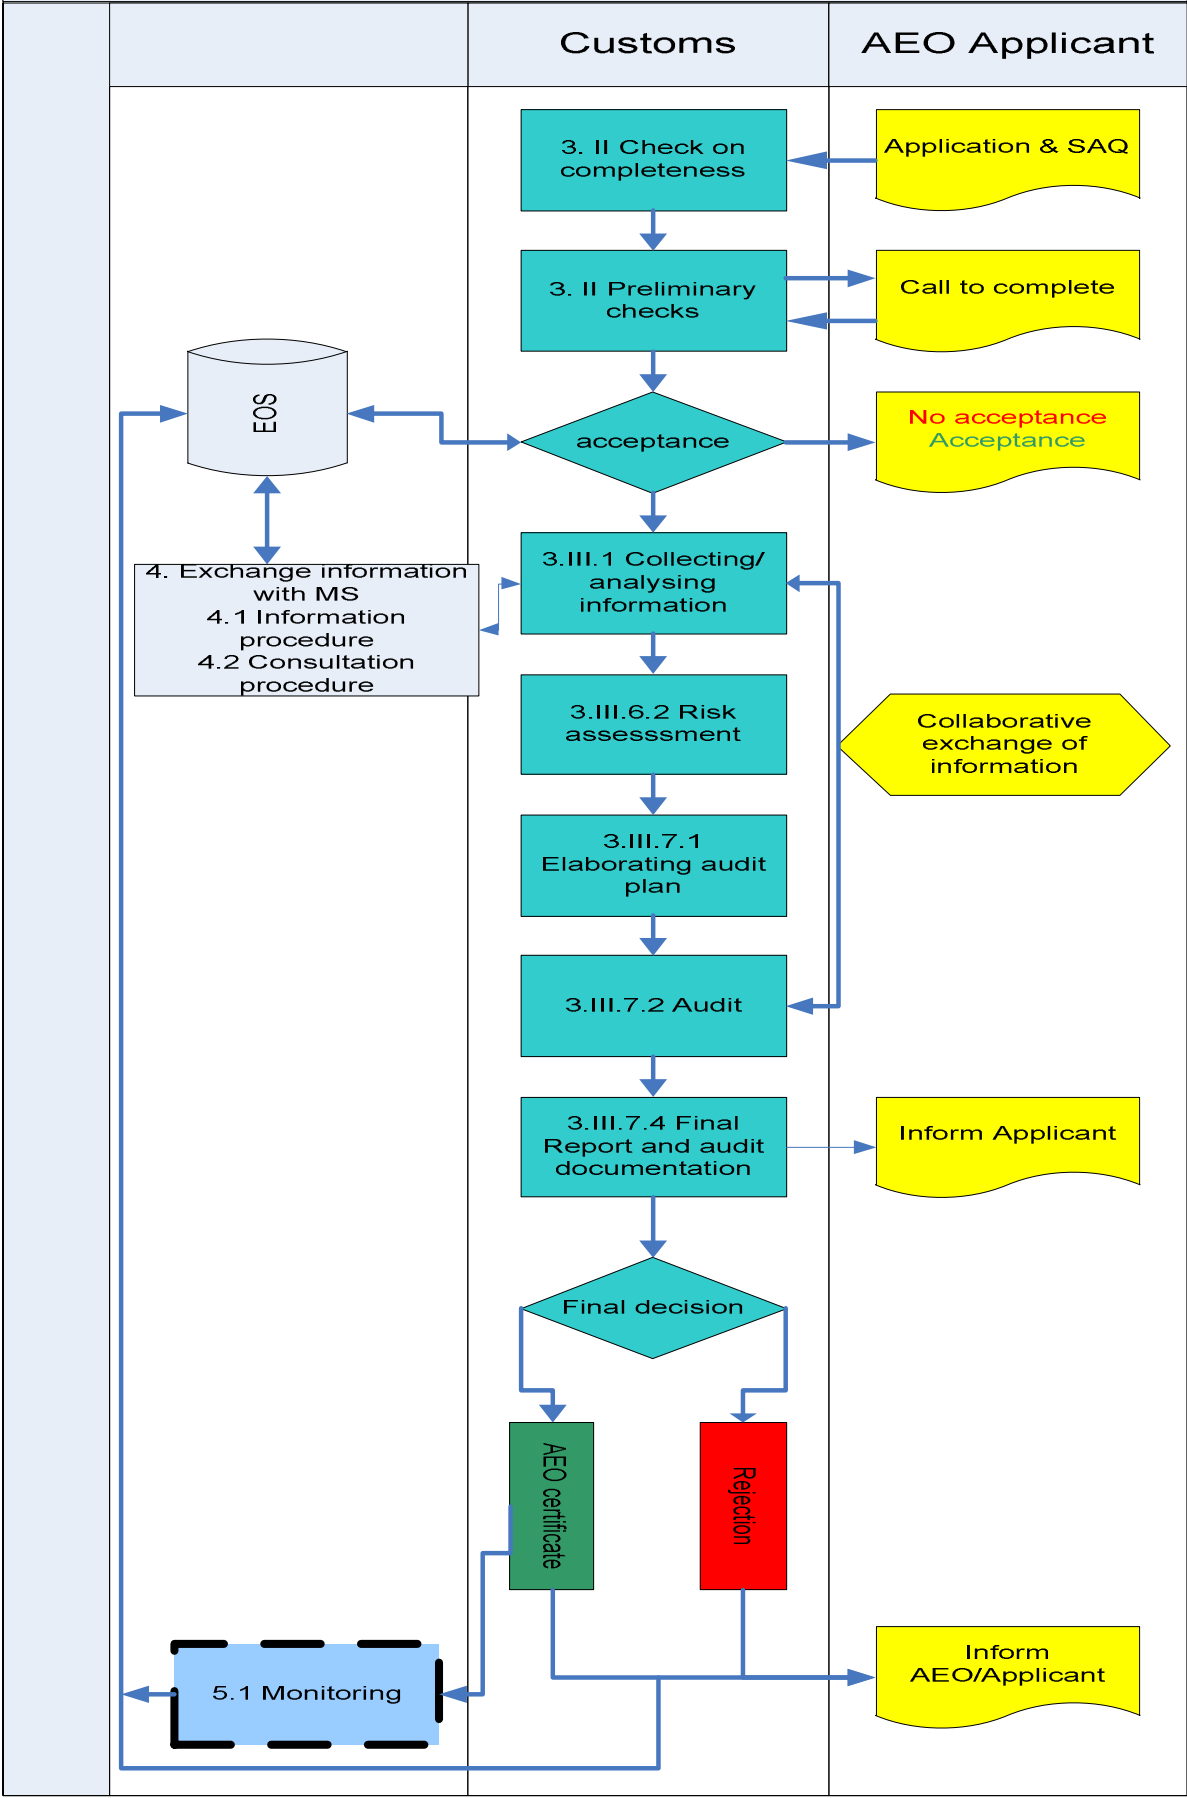 Customs
AEO Applicant
3. II Check on
completeness
Application & SAQ
3. II Preliminary
checks
Call to complete
EOS
acceptance
No acceptance
Acceptance
4. Exchange information
with MS
4.1 Information
procedure
4.2 Consultation
procedure
3.III.1 Collecting/
analysing
information
3.III.6.2 Risk
assesssment
Collaborative
exchange of
information
3.III.7.1
Elaborating audit
plan
3.III.7.2 Audit
3.III.7.4 Final
Report and audit
documentation
Inform Applicant
Final decision
AEO certificate
Rejection
5.1 Monitoring
Inform
AEO/Applicant